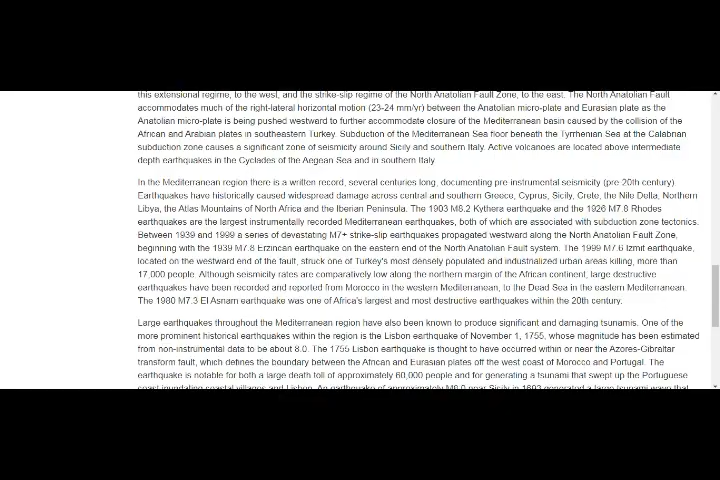 this extensional regime, to the west, and the strike-slip regime of the North Anatolian Fault Zone, to the east. The North Anatolian Fault
accommodates much of the right-lateral horizontal motion (23-24 mm/yr) between the Anatolian micro-plate and Eurasian plate as the
Anatolian micro-plate is being pushed westward to further accommodate closure of the Mediterranean basin caused by the collision of the
African and Arabian plates in southeastern Turkey. Subduction of the Mediterranean Sea floor beneath the Tyrrhenian Sea at the Calabrian
subduction zone causes a significant zone of seismicity around Sicily and southern Italy. Active volcanoes are located above intermediate
depth earthquakes in the Cyclades of the Aegean Sea and in southern Italy.
In the Mediterranean region there is a written record, several centuries long, documenting pre-instrumental seismicity (pre-20th century).
Earthquakes have historically caused widespread damage across central and southern Greece, Cyprus, Sicily, Crete, the Nile Delta, Northern
Libya, the Atlas Mountains of North Africa and the Iberian Peninsula. The 1903 M8.2 Kythera earthquake and the 1926 M7.8 Rhodes
earthquakes are the largest instrumentally recorded Mediterranean earthquakes, both of which are associated with subduction zone tectonics.
Between 1939 and 1999 a series of devastating M7+ strike-slip earthquakes propagated westward along the North Anatolian Fault Zone,
beginning with the 1939 M7.8 Erzincan earthquake on the eastern end of the North Anatolian Fault system. The 1999 M7.6 Izmit earthquake,
located on the westward end of the fault, struck one of Turkey's most densely populated and industrialized urban areas killing, more than
17,000 people. Although seismicity rates are comparatively low along the northern margin of the African continent, large destructive
earthquakes have been recorded and reported from Morocco in the western Mediterranean, to the Dead Sea in the eastern Mediterranean.
The 1980 M7.3 El Asnam earthquake was one of Africa's largest and most destructive earthquakes within the 20th century.
Large earthquakes throughout the Mediterranean region have also been known to produce significant and damaging tsunamis. One of the
more prominent historical earthquakes within the region is the Lisbon earthquake of November 1, 1755, whose magnitude has been estimated
from non-instrumental data to be about 8.0. The 1755 Lisbon earthquake is thought to have occurred within or near the Azores-Gibraltar
transform fault, which defines the boundary between the African and Eurasian plates off the west coast of Morocco and Portugal. The
earthquake is notable for both a large death toll of approximately 60,000 people and for generating a tsunami that swept up the Portuguese
coast inundating coastal villages and Lisbon. An earthquake of approximately M8.0 near Sicily in 1693 generated a large tsunami wave that